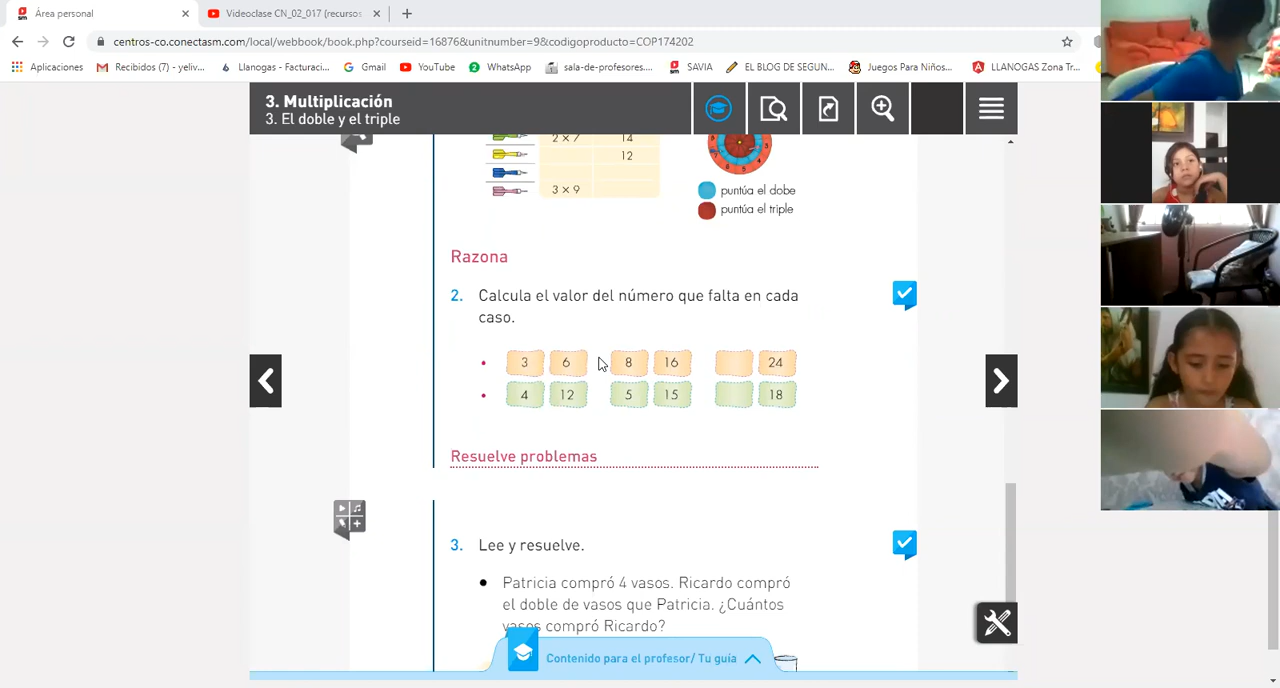 Área personal
Videoclase CN_02_017 (recursos
centros-co.conectasm.com/local/webbook/book.php?courseid=16876&unitnumber=9&codigoproducto=COP174202
Aplicaciones
Recibidos (7) - yeliv...
Llanogas - Facturaci...
Gmail
YouTube
WhatsApp
sala-de-profesores....
SAVIA
EL BLOG DE SEGUN...
Juegos Para Niños...
LLANOGAS Zona Tr...
3. Multiplicación
3. El doble y el triple
2 × 7 14
12
3 × 9
puntúa el dobe
puntúa el triple
Razona
2. Calcula el valor del número que falta en cada
caso.
• 3 6 8 16 24
• 4 12 5 15 18
Resuelve problemas
3. Lee y resuelve.
● Patricia compró 4 vasos. Ricardo compró
el doble de vasos que Patricia. ¿Cuántos
vasos compró Ricardo?
Contenido para el profesor/ Tu guía